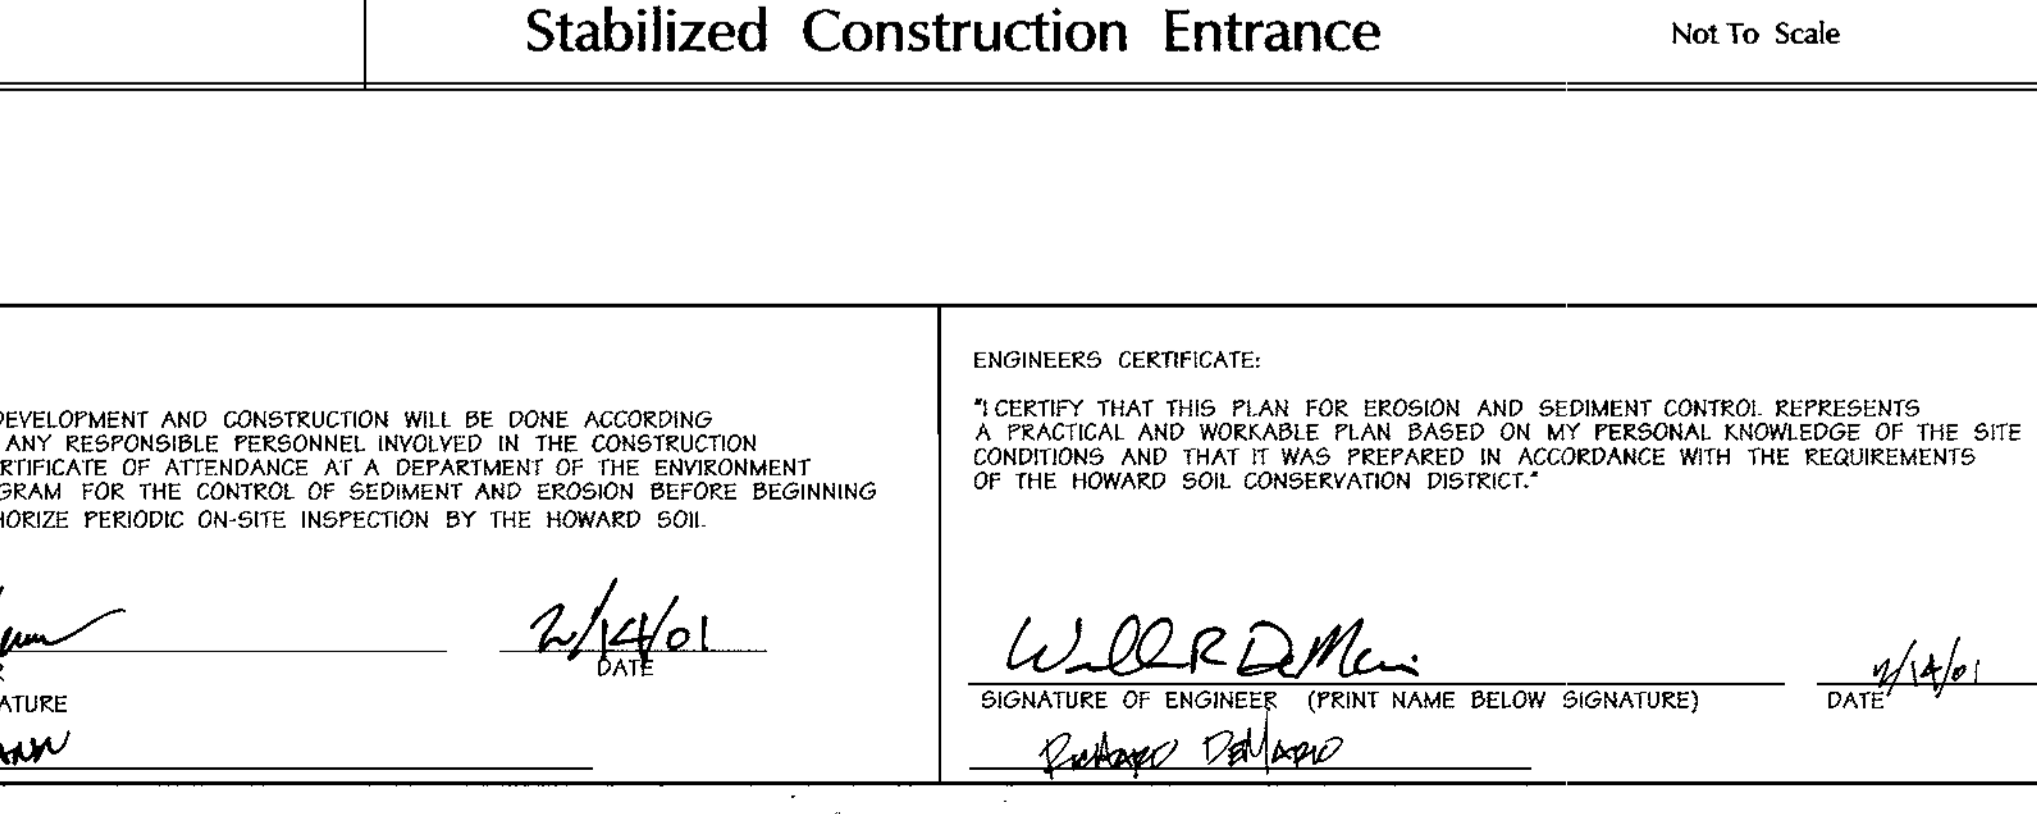 Stabilized Construction Entrance
Not To Scale
DEVELOPMENT AND CONSTRUCTION WILL BE DONE ACCORDING
ANY RESPONSIBLE PERSONNEL INVOLVED IN THE CONSTRUCTION
RTIFICATE OF ATTENDANCE AT A DEPARTMENT OF THE ENVIRONMENT
GRAM FOR THE CONTROL OF SEDIMENT AND EROSION BEFORE BEGINNING
HORIZE PERIODIC ON-SITE INSPECTION BY THE HOWARD SOIL
2/14/01
DATE
ATURE
ENGINEERS CERTIFICATE:
"I CERTIFY THAT THIS PLAN FOR EROSION AND SEDIMENT CONTROL REPRESENTS
A PRACTICAL AND WORKABLE PLAN BASED ON MY PERSONAL KNOWLEDGE OF THE SITE
CONDITIONS AND THAT IT WAS PREPARED IN ACCORDANCE WITH THE REQUIREMENTS
OF THE HOWARD SOIL CONSERVATION DISTRICT."
2/14/01
SIGNATURE OF ENGINEER (PRINT NAME BELOW SIGNATURE)
DATE
RICHARD DEMARIO